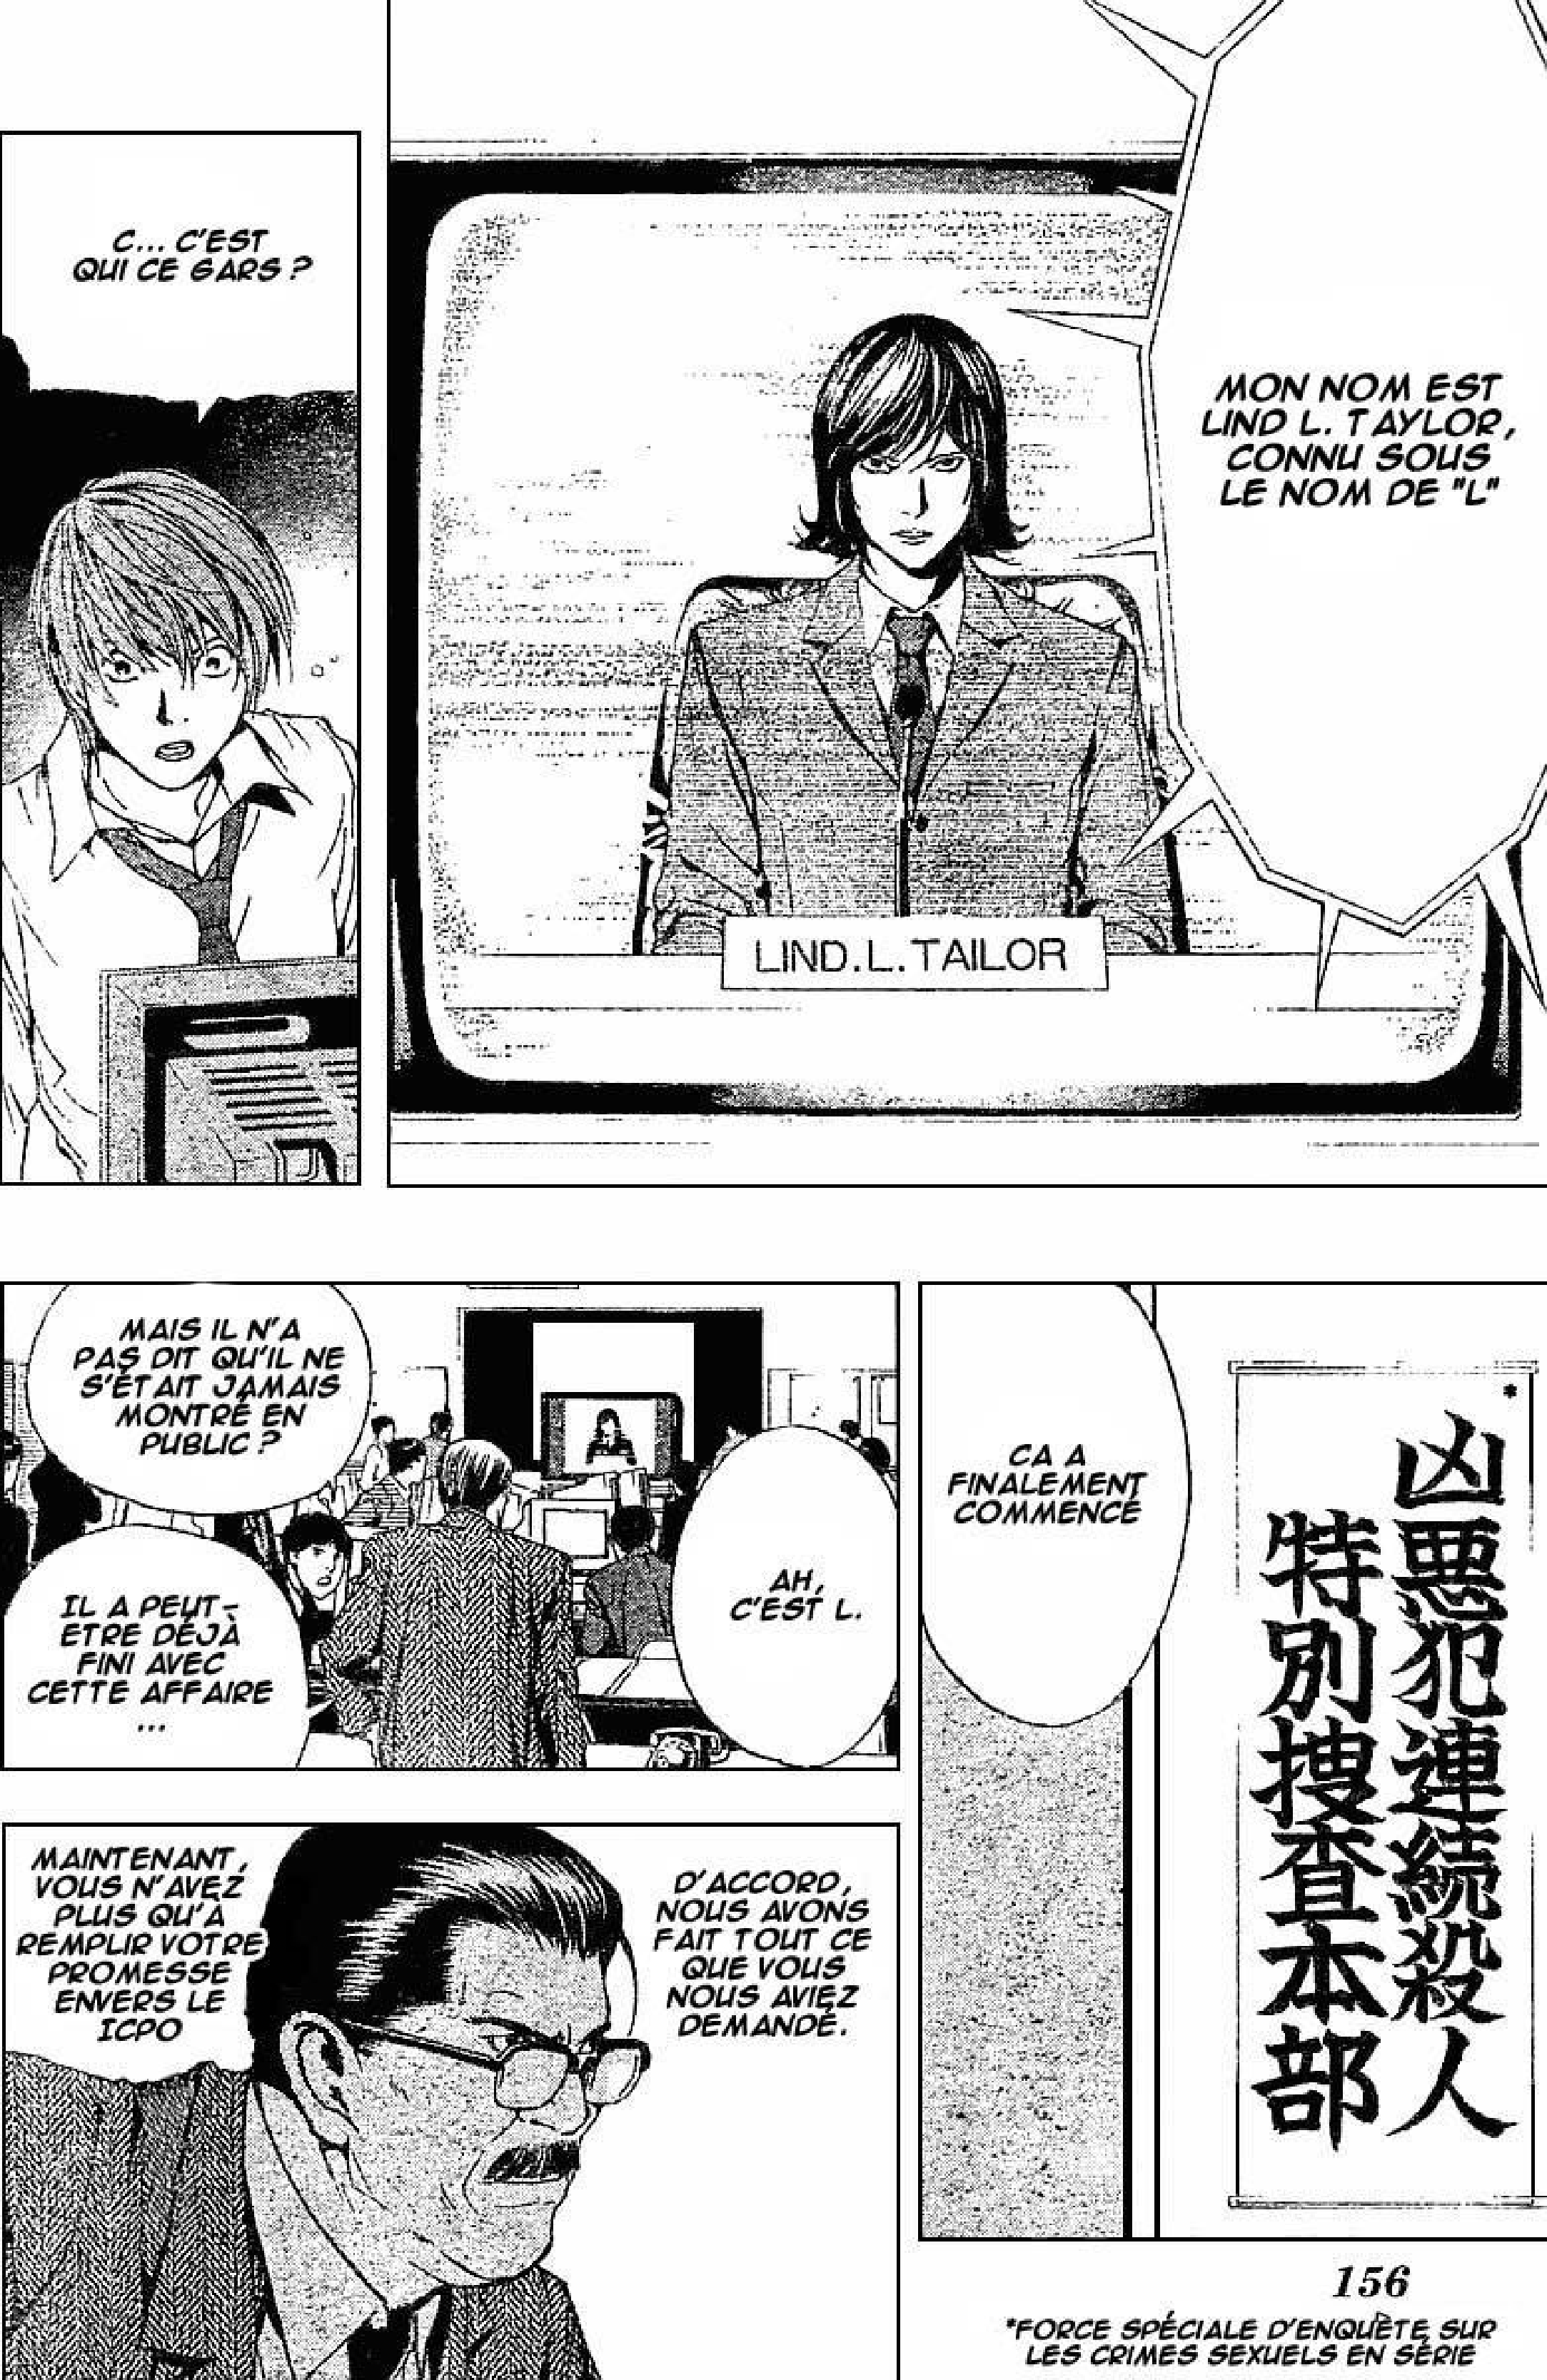 MON NOM EST
LIND L. TAYLOR,
CONNU SOUS
LE NOM DE "L"
LIND.L.TAILOR
C... C'EST
QUI CE GARS ?
*
凶悪犯連続殺人
特別捜査本部
CA A
FINALEMENT
COMMENCÉ
AH,
C'EST L.
MAIS IL N'A
PAS DIT QU'IL NE
S'ÉTAIT JAMAIS
MONTRÉ EN
PUBLIC ?
IL A PEUT-
ETRE DÉJÀ
FINI AVEC
CETTE AFFAIRE
...
D'ACCORD,
NOUS AVONS
FAIT TOUT CE
QUE VOUS
NOUS AVIEZ
DEMANDÉ.
MAINTENANT,
VOUS N'AVEZ
PLUS QU'À
REMPLIR VOTRE
PROMESSE
ENVERS LE
ICPO
156
*FORCE SPÉCIALE D'ENQUÊTE SUR
LES CRIMES SEXUELS EN SÉRIE